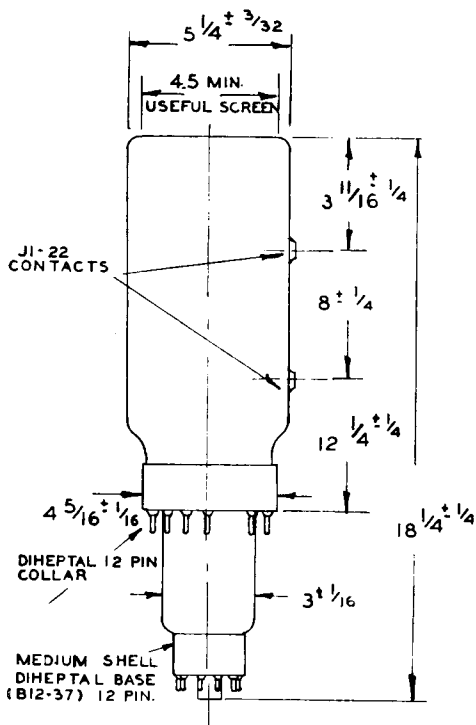 5 1/4 ± 3/32
4.5 MIN.
USEFUL SCREEN
3 11/16 ± 1/4
J1-22
CONTACTS
8 ± 1/4
12 1/4 ± 1/4
4 5/16 ± 1/16
18 1/4 ± 1/4
DIHEPTAL 12 PIN
COLLAR
3 ± 1/16
MEDIUM SHELL
DIHEPTAL BASE
(B12-37) 12 PIN.